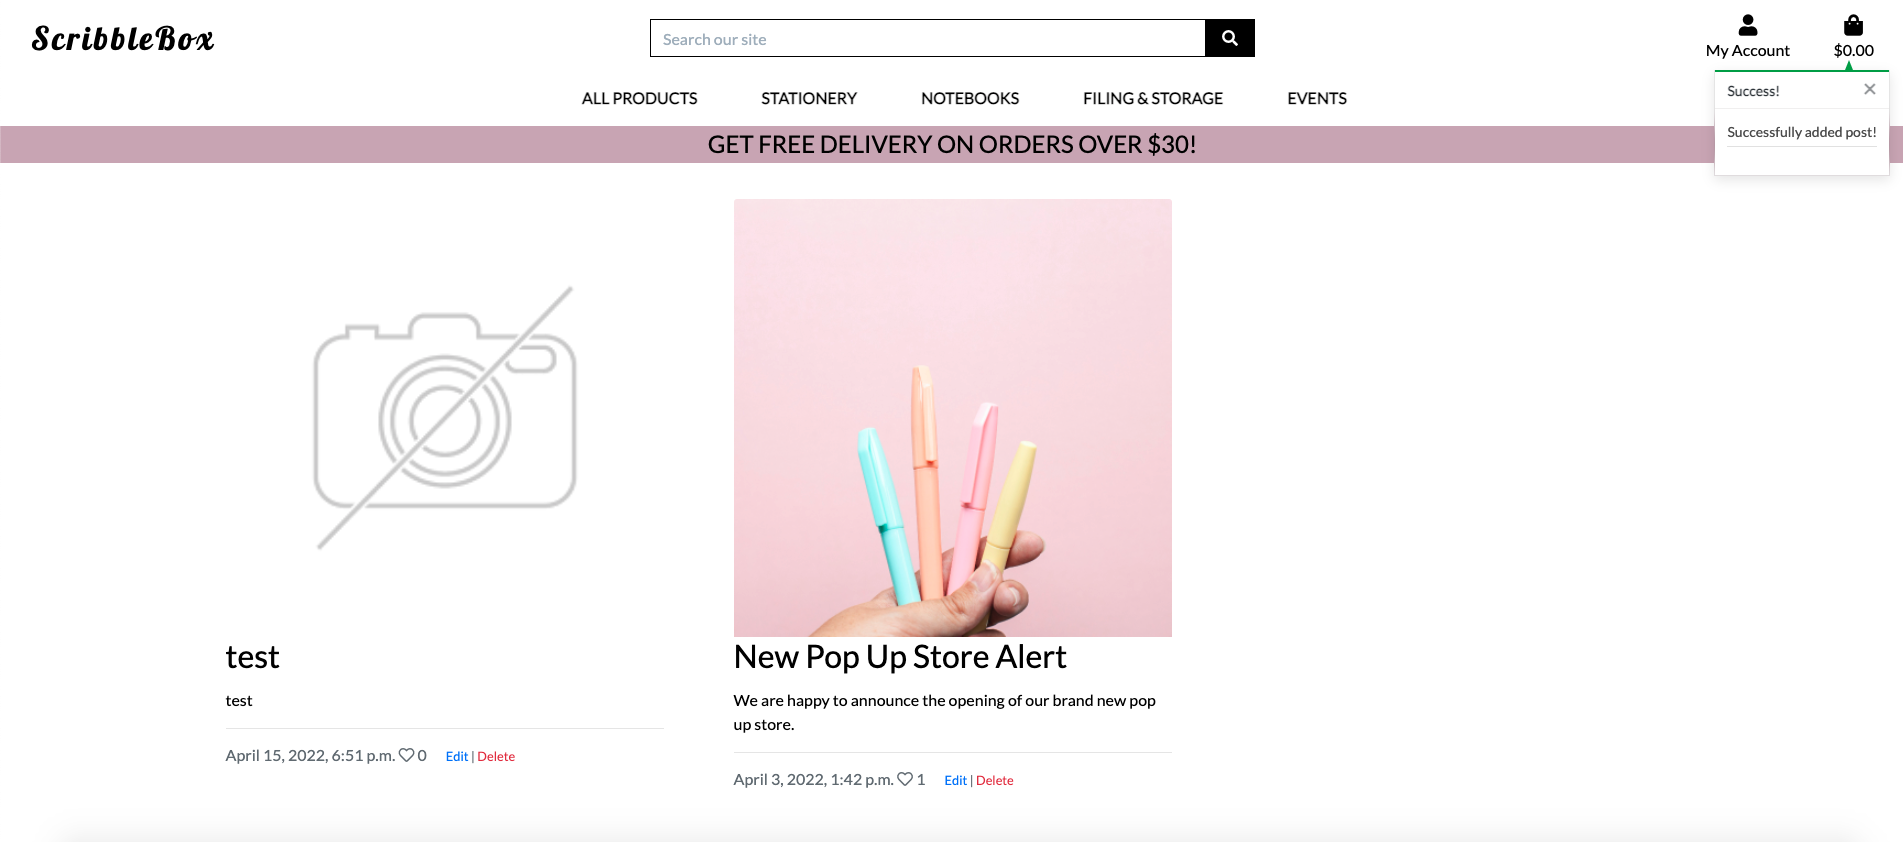 ScribbleBox
Search our site
My Account
$0.00
ALL PRODUCTS
STATIONERY
NOTEBOOKS
FILING & STORAGE
EVENTS
Success!
×
Successfully added post!
GET FREE DELIVERY ON ORDERS OVER $30!
test
test
April 15, 2022, 6:51 p.m. 0 Edit | Delete
New Pop Up Store Alert
We are happy to announce the opening of our brand new pop
up store.
April 3, 2022, 1:42 p.m. 1 Edit | Delete